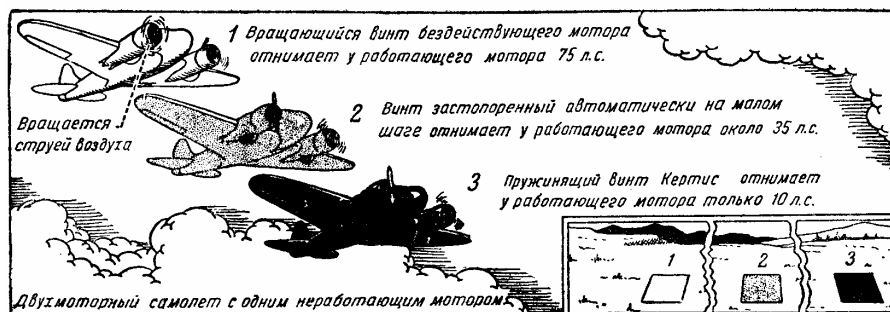 1 Вращающийся винт бездействующего мотора
отнимает у работающего мотора 75 л.с.
Вращается
струей воздуха
2 Винт застопоренный автоматически на малом
шаге отнимает у работающего мотора около 35 л.с.
3 Пружинящий винт Кертис отнимает
у работающего мотора только 10 л.с.
1 2 3
Двухмоторный самолет с одним неработающим мотором